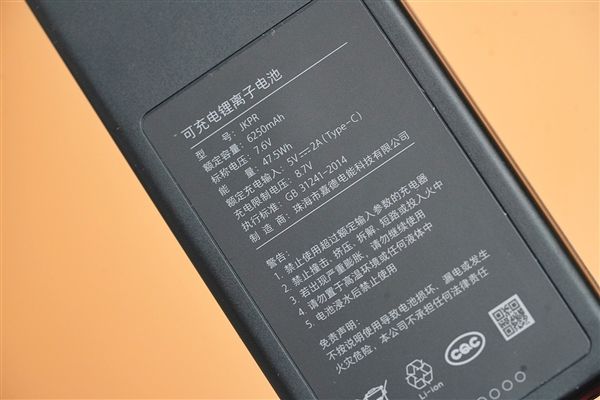 可充电锂离子电池
型 号：JKPR
额定容量：6250mAh
标称电压：7.6V
能 量：47.5Wh
额定充电输入：5V⎓2A(Type-C)
充电限制电压：8.7V
执行标准：GB 31241-2014
制 造 商：珠海市嘉德电能科技有限公司
警告：
1. 禁止使用超过额定输入参数的充电器
2. 禁止撞击、挤压、拆解、短路或投入火中
3. 若出现严重膨胀，请勿继续使用
4. 请勿置于高温环境或任何液体中
5. 电池浸水后禁止使用
免责声明：
不按说明使用导致电池损坏、漏电或发生
火灾危险，本公司不承担任何法律责任
Li-ion
CQC